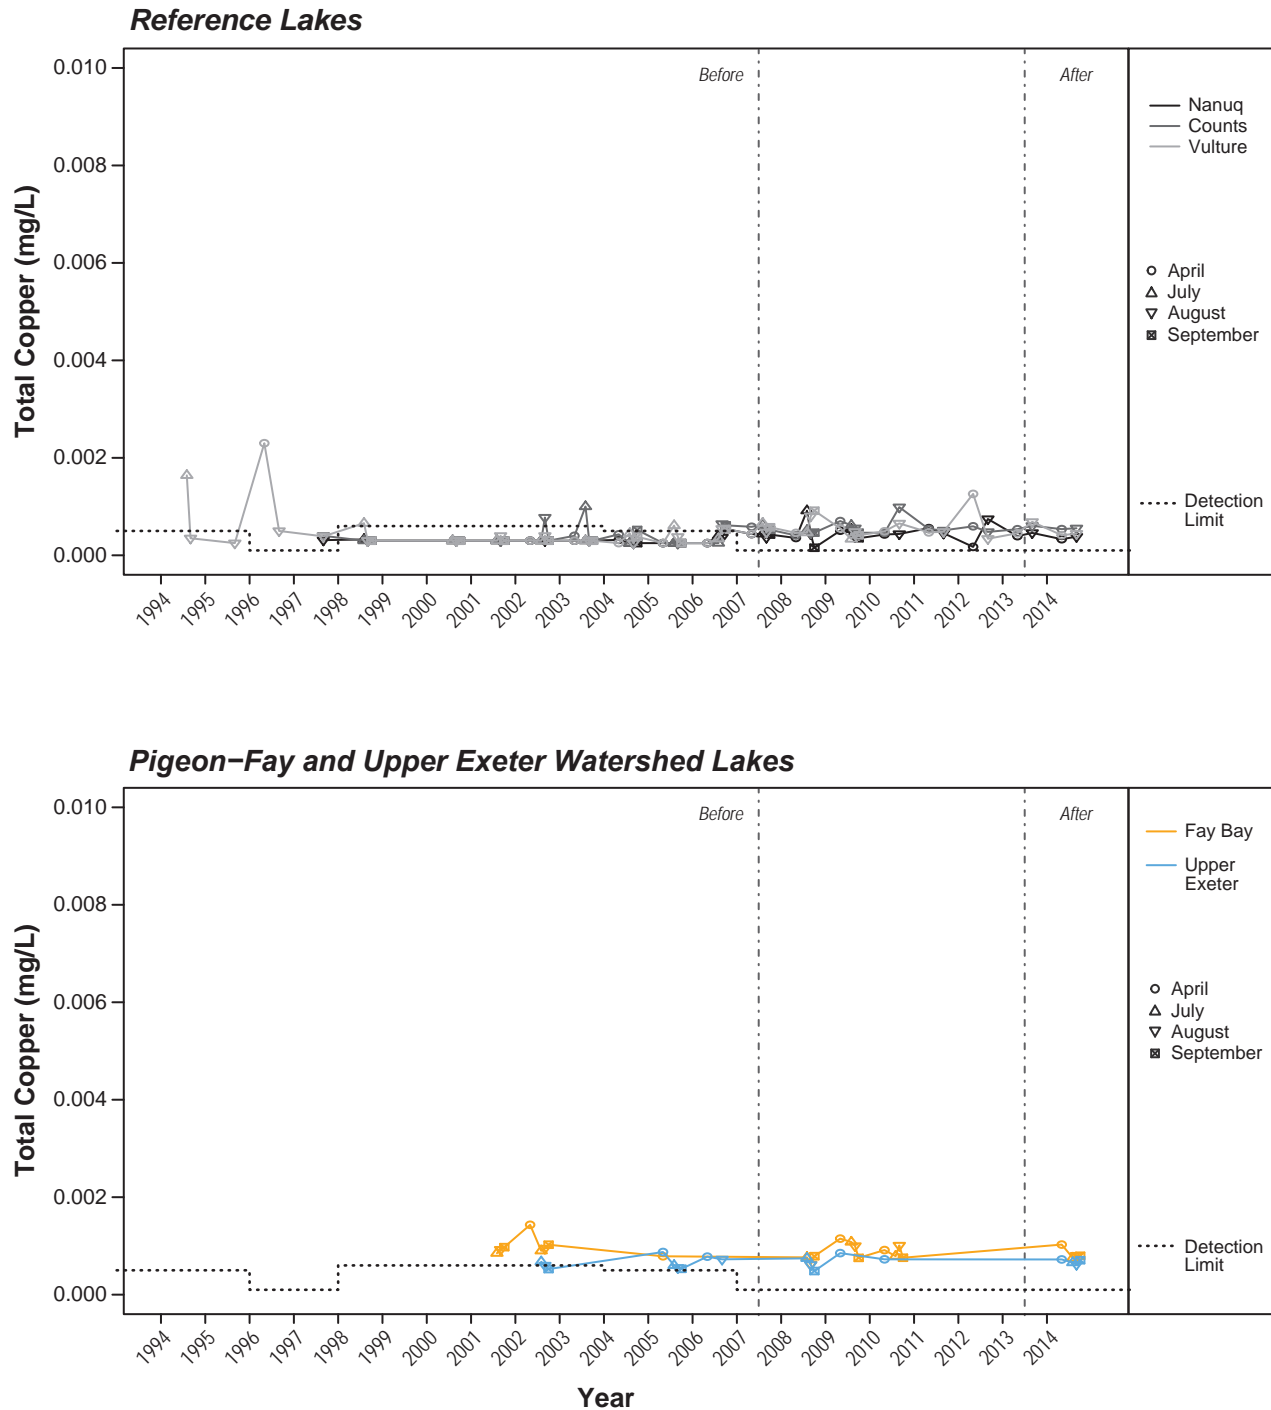 Reference Lakes
Total Copper (mg/L)
0.010
0.008
0.006
0.004
0.002
0.000
Before
After
Nanuq
Counts
Vulture
April
July
August
September
Detection
Limit
1994
1995
1996
1997
1998
1999
2000
2001
2002
2003
2004
2005
2006
2007
2008
2009
2010
2011
2012
2013
2014
Pigeon−Fay and Upper Exeter Watershed Lakes
Total Copper (mg/L)
0.010
0.008
0.006
0.004
0.002
0.000
Before
After
Fay Bay
Upper
Exeter
April
July
August
September
Detection
Limit
1994
1995
1996
1997
1998
1999
2000
2001
2002
2003
2004
2005
2006
2007
2008
2009
2010
2011
2012
2013
2014
Year